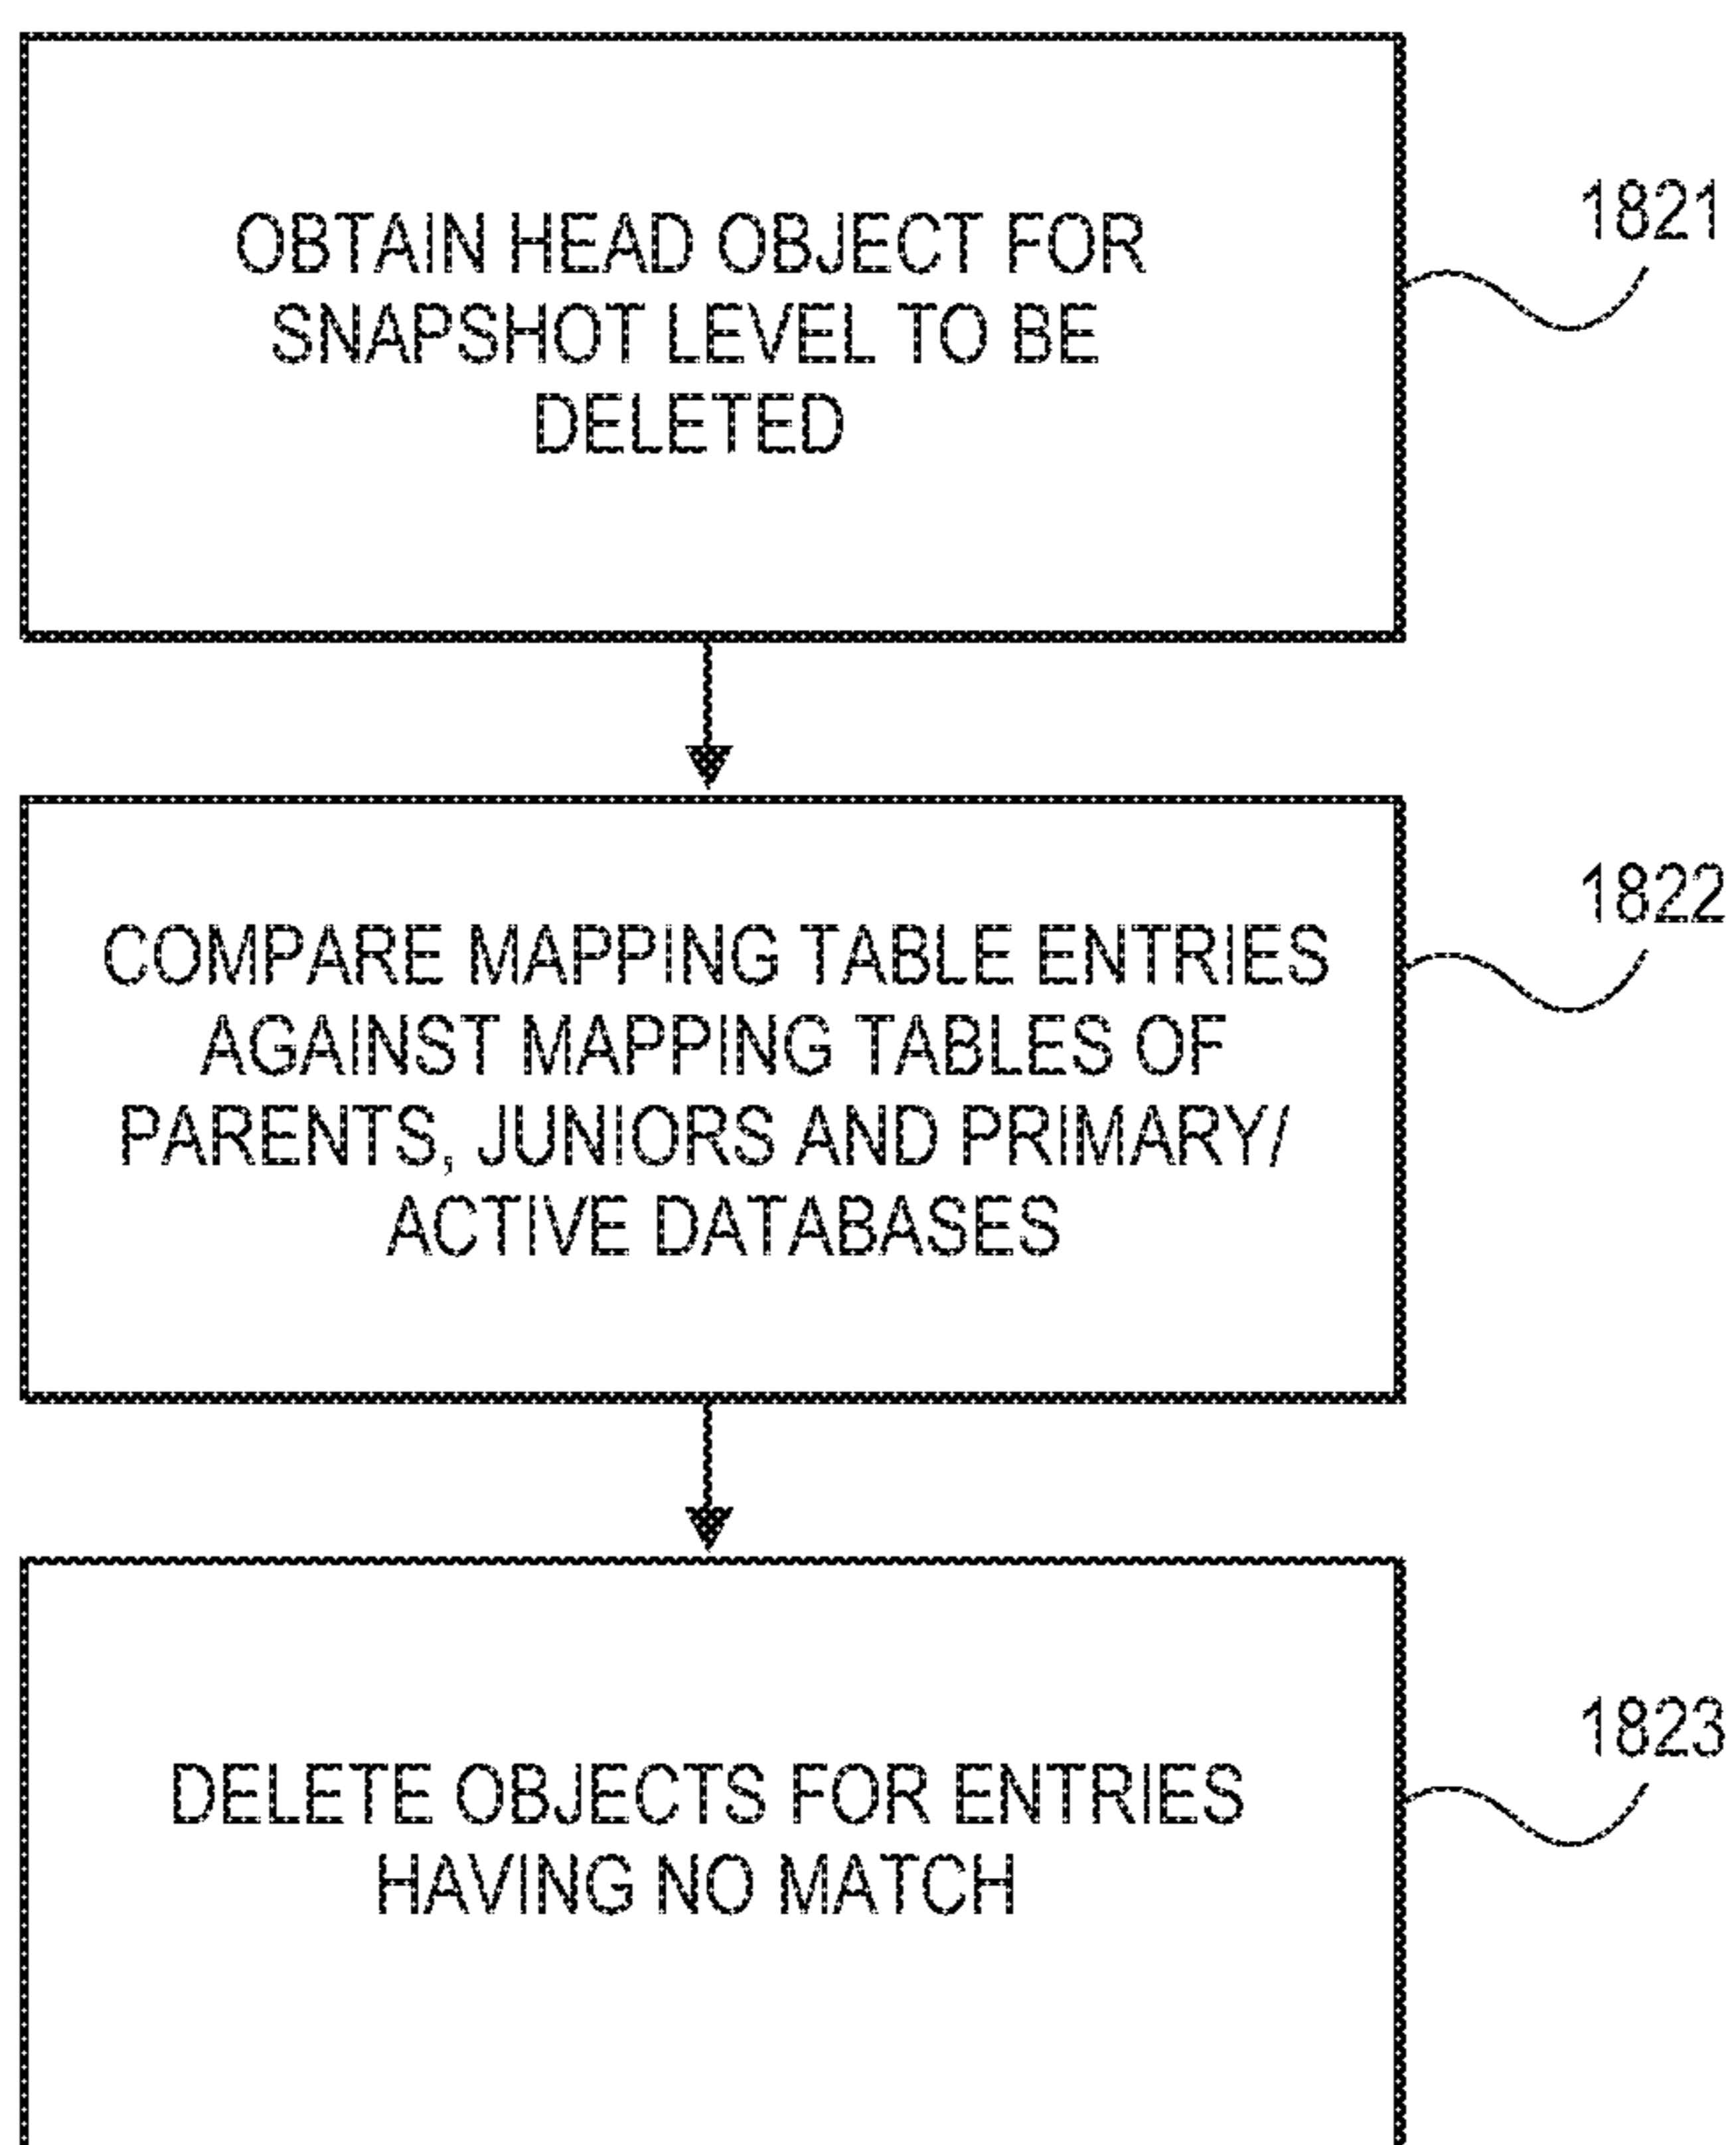 OBTAIN HEAD OBJECT FOR
SNAPSHOT LEVEL TO BE
DELETED
1821
COMPARE MAPPING TABLE ENTRIES
AGAINST MAPPING TABLES OF
PARENTS, JUNIORS AND PRIMARY/
ACTIVE DATABASES
1822
DELETE OBJECTS FOR ENTRIES
HAVING NO MATCH
1823